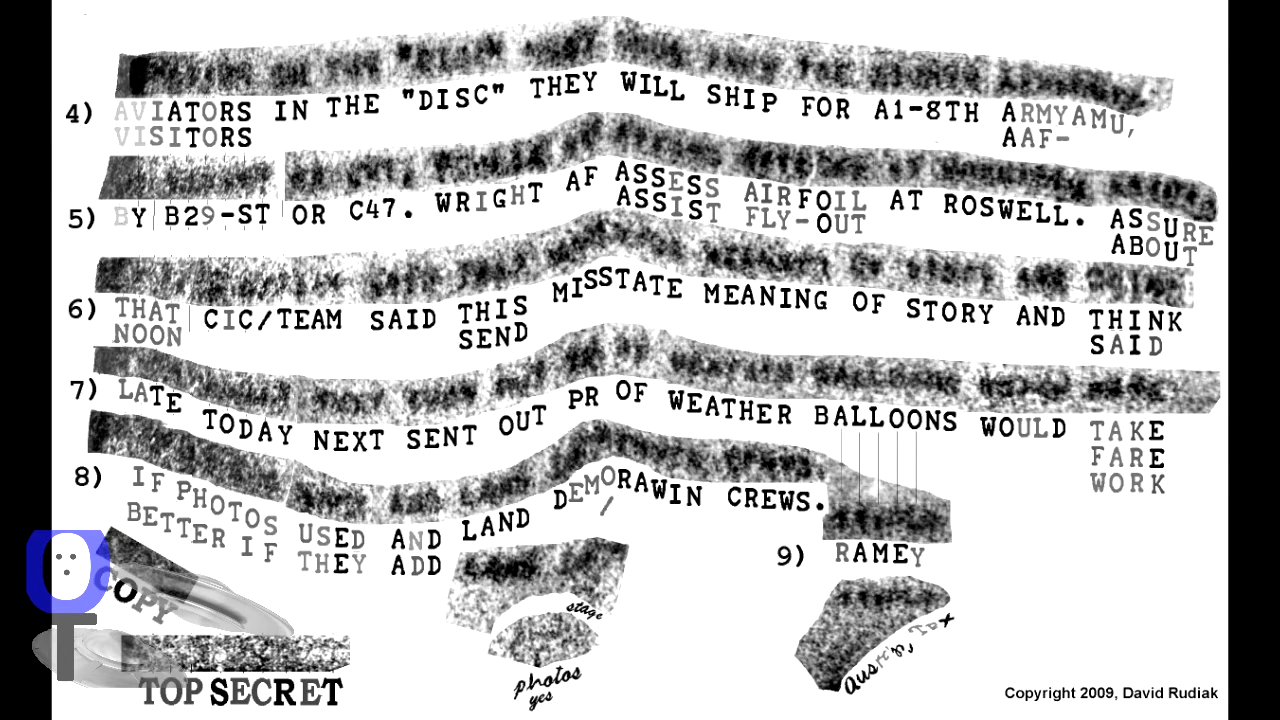 4) AVIATORS IN THE "DISC" THEY WILL SHIP FOR A1-8TH ARMYAMU,
VISITORS AAF-
5) BY B29-ST OR C47. WRIGHT AF ASSESS AIRFOIL AT ROSWELL. ASSURE
ASSIST FLY-OUT ABOUT
6) THAT CIC/TEAM SAID THIS MISSTATE MEANING OF STORY AND THINK
NOON SEND SAID
7) LATE TODAY NEXT SENT OUT PR OF WEATHER BALLOONS WOULD TAKE
FARE
WORK
8) IF PHOTOS USED AND LAND DEMORAWIN CREWS.
BETTER IF THEY ADD /
9) RAMEY
OT
COPY
stage
photos
yes
Austin, Tex
TOP SECRET
Copyright 2009, David Rudiak